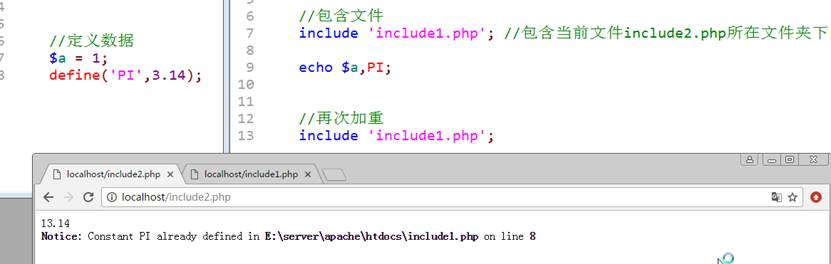 6
7
8
//定义数据
$a = 1;
define('PI',3.14);
6
7
8
9
10
11
12
13
//包含文件
include 'include1.php'; //包含当前文件include2.php所在文件夹下
echo $a,PI;
//再次加重
include 'include1.php';
localhost/include2.php
localhost/include1.php
localhost/include2.php
13.14
Notice: Constant PI already defined in E:\server\apache\htdocs\include1.php on line 8